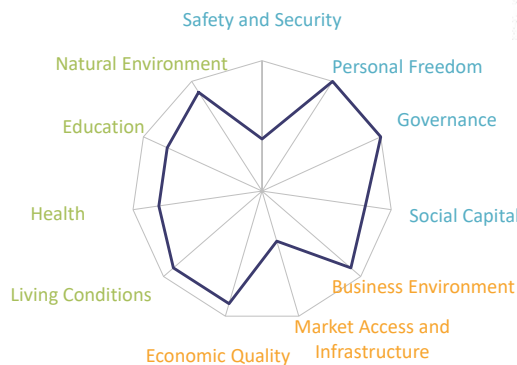 Safety and Security
Personal Freedom
Governance
Social Capital
Business Environment
Market Access and
Infrastructure
Economic Quality
Living Conditions
Health
Education
Natural Environment